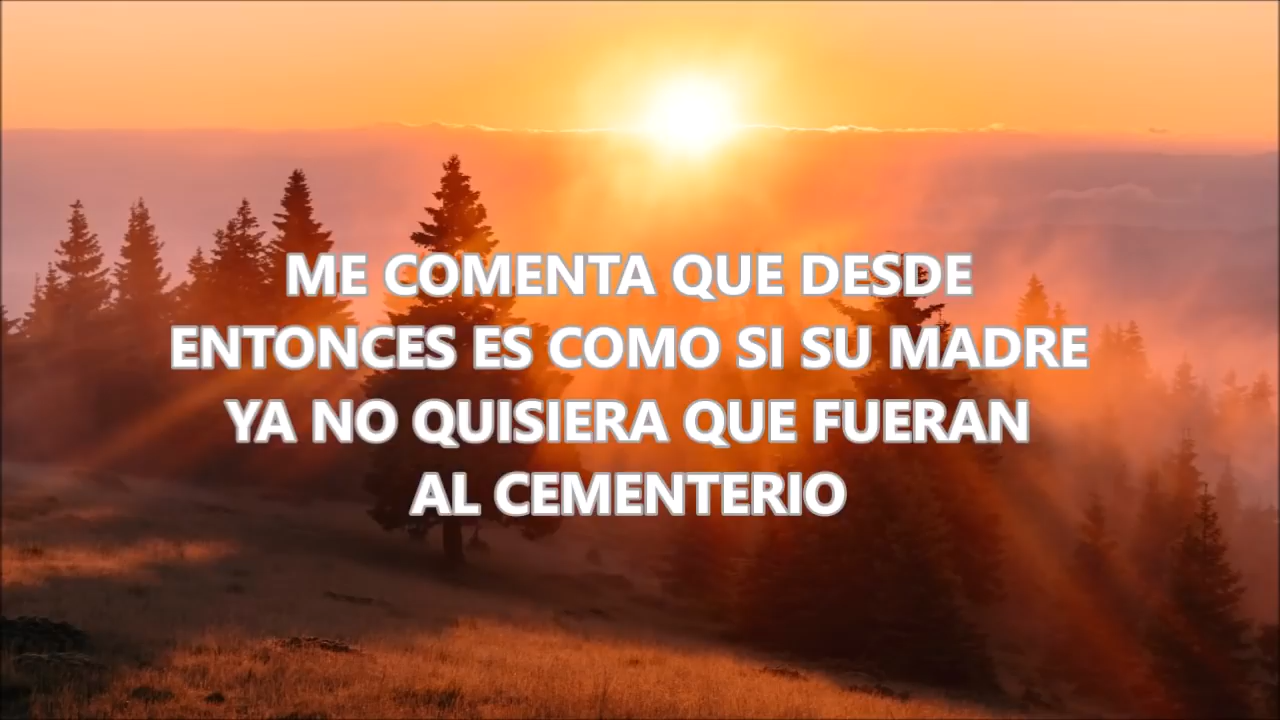 ME COMENTA QUE DESDE
ENTONCES ES COMO SI SU MADRE
YA NO QUISIERA QUE FUERAN
AL CEMENTERIO